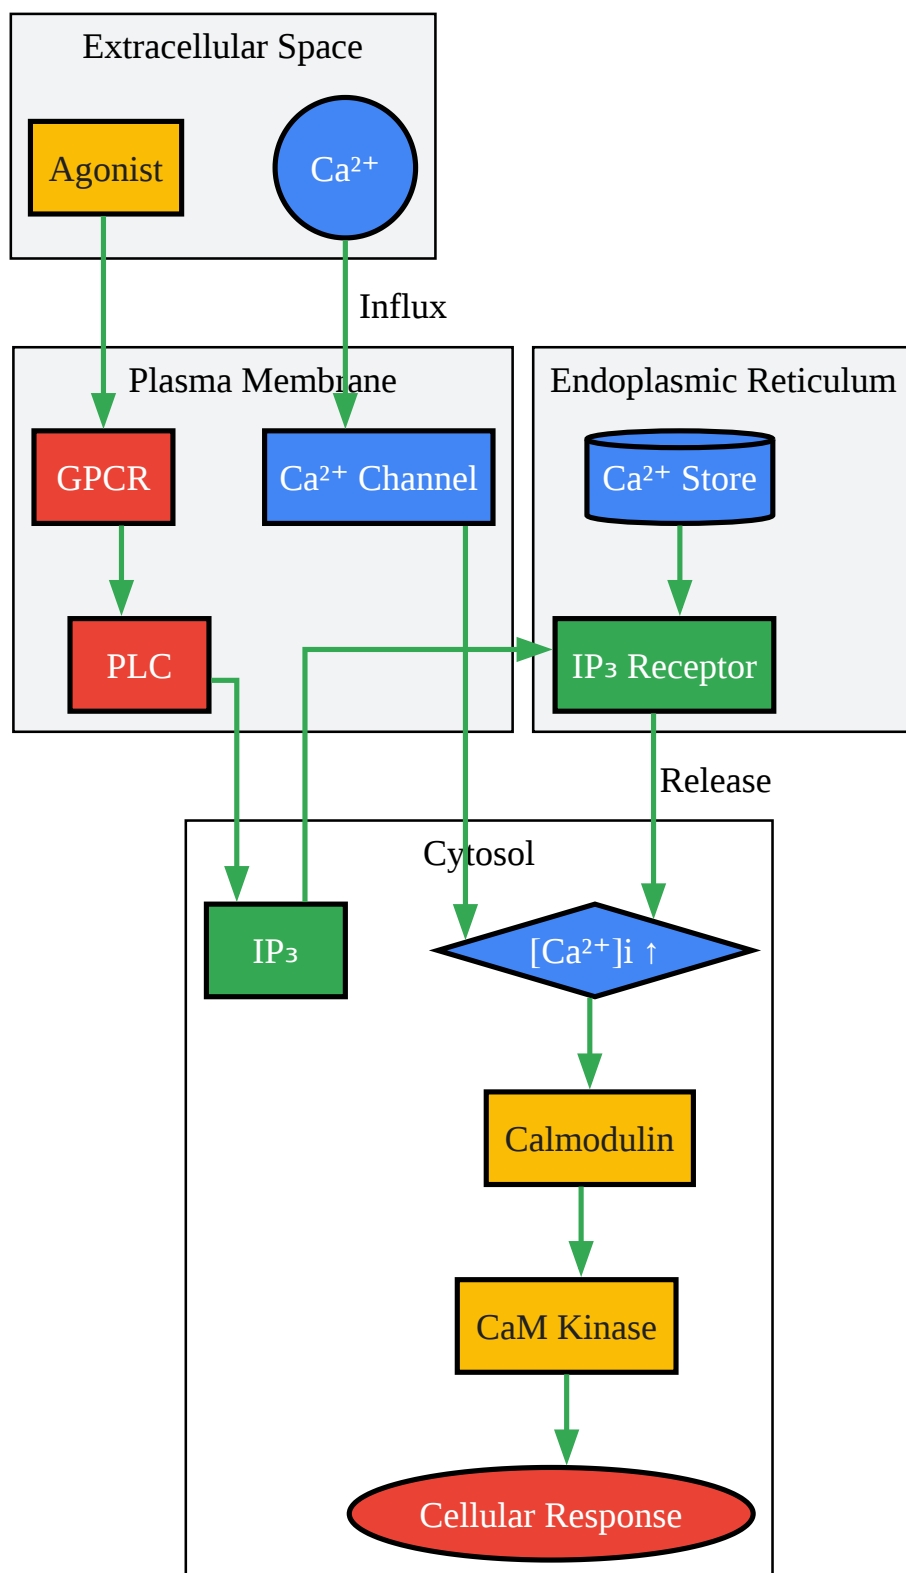 Extracellular Space
Agonist
Ca²⁺
Influx
Plasma Membrane
Endoplasmic Reticulum
GPCR
Ca²⁺ Channel
Ca²⁺ Store
PLC
IP₃ Receptor
Release
Cytosol
IP₃
[Ca²⁺]i ↑
Calmodulin
CaM Kinase
Cellular Response